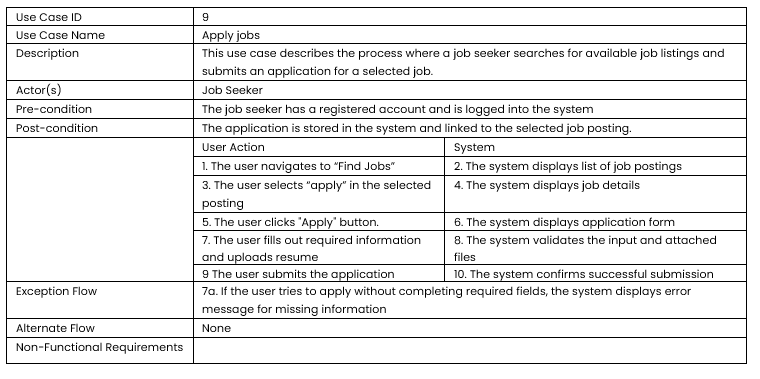 Use Case ID
9
Use Case Name
Apply jobs
Description
This use case describes the process where a job seeker searches for available job listings and
submits an application for a selected job.
Actor(s)
Job Seeker
Pre-condition
The job seeker has a registered account and is logged into the system
Post-condition
The application is stored in the system and linked to the selected job posting.
User Action
System
1. The user navigates to “Find Jobs”
2. The system displays list of job postings
3. The user selects “apply” in the selected
posting
4. The system displays job details
5. The user clicks "Apply" button.
6. The system displays application form
7. The user fills out required information
and uploads resume
8. The system validates the input and attached
files
9 The user submits the application
10. The system confirms successful submission
Exception Flow
7a. If the user tries to apply without completing required fields, the system displays error
message for missing information
Alternate Flow
None
Non-Functional Requirements